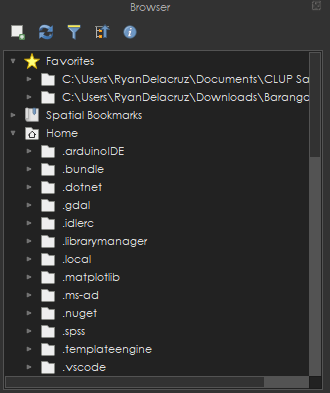 Browser
Favorites
C:\Users\RyanDelacruz\Documents\CLUP Sa
C:\Users\RyanDelacruz\Downloads\Baranga
Spatial Bookmarks
Home
.arduinoIDE
.bundle
.dotnet
.gdal
.idlerc
.librarymanager
.local
.matplotlib
.ms-ad
.nuget
.spss
.templateengine
.vscode